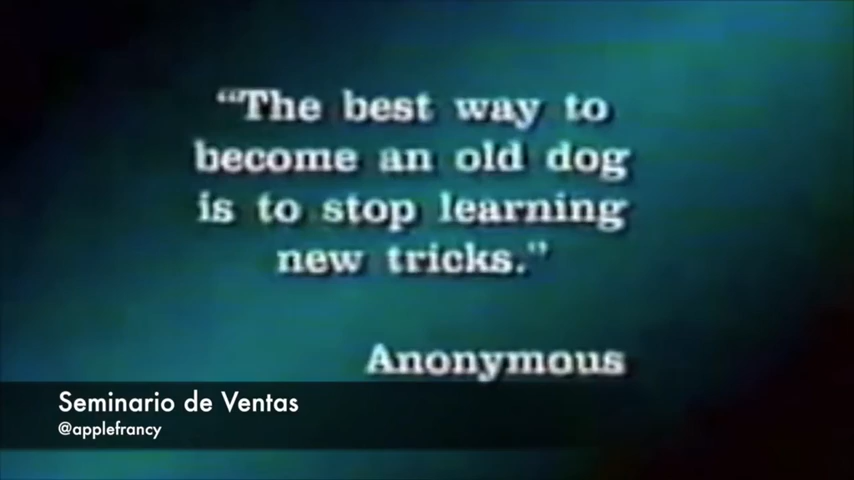 “The best way to
become an old dog
is to stop learning
new tricks.”
Anonymous
Seminario de Ventas
@applefrancy